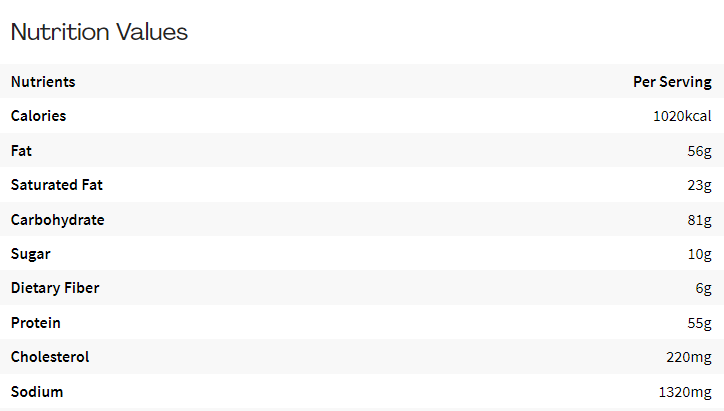 Nutrition Values
Nutrients Per Serving
Calories 1020kcal
Fat 56g
Saturated Fat 23g
Carbohydrate 81g
Sugar 10g
Dietary Fiber 6g
Protein 55g
Cholesterol 220mg
Sodium 1320mg